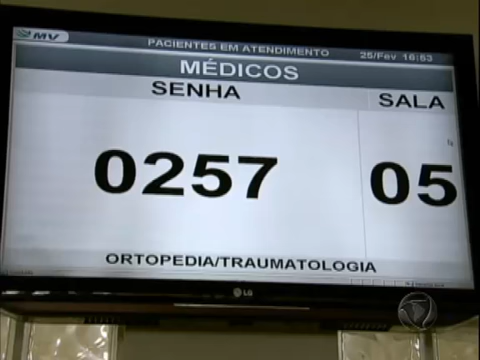 MV
PACIENTES EM ATENDIMENTO 25/Fev 16:53
MÉDICOS
SENHA SALA
0257 05
ORTOPEDIA/TRAUMATOLOGIA
LG